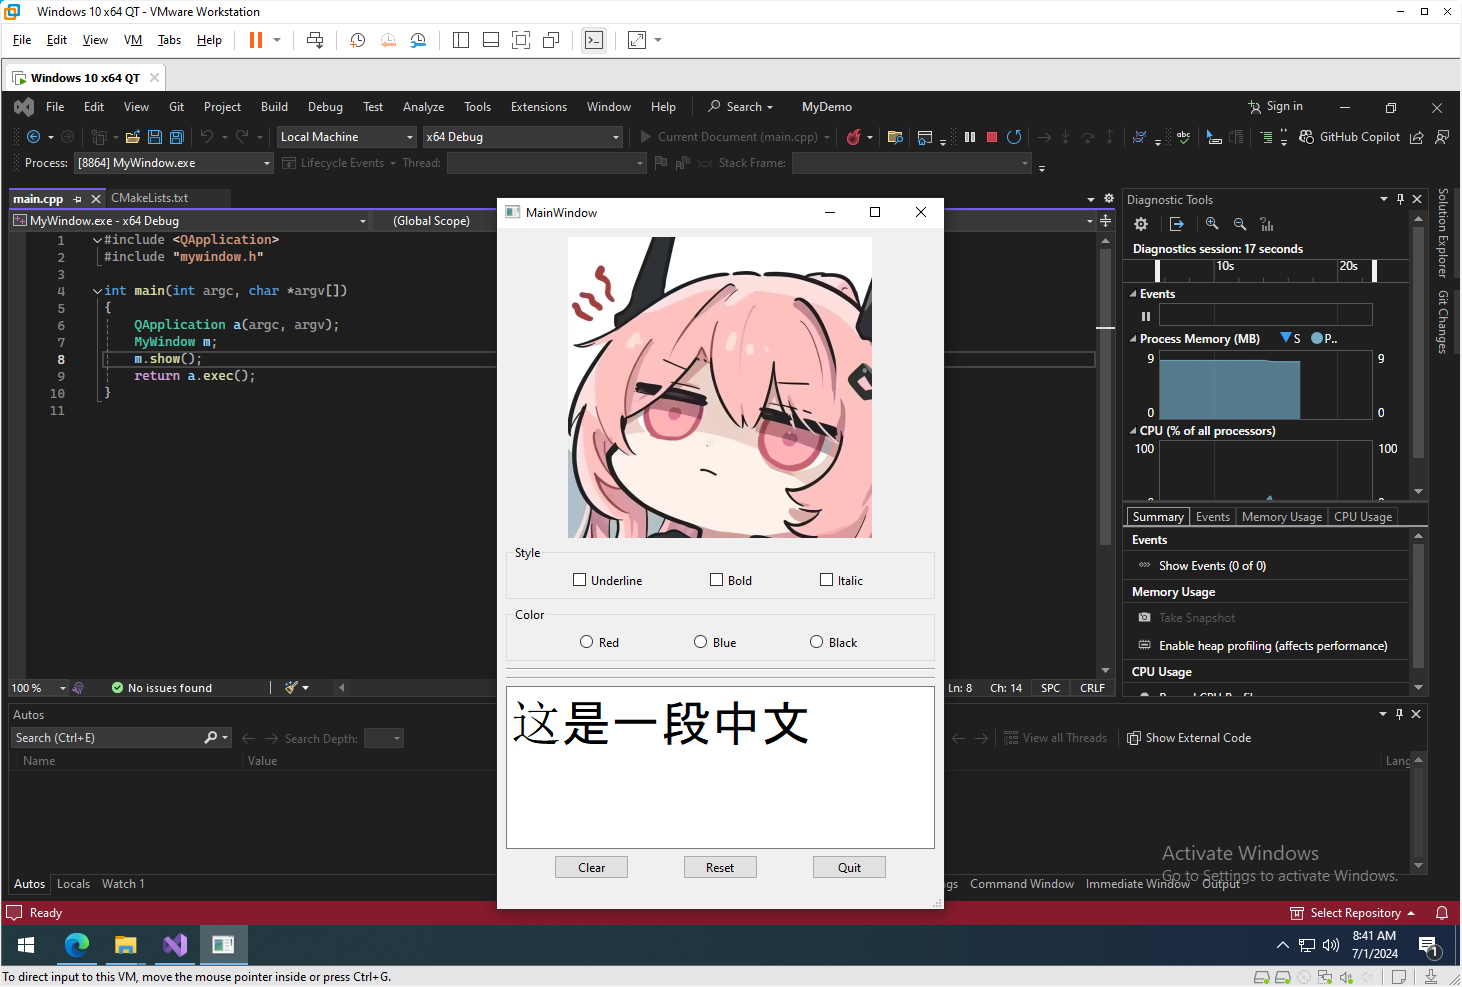 Windows 10 x64 QT - VMware Workstation
File Edit View VM Tabs Help
Windows 10 x64 QT
File Edit View Git Project Build Debug Test Analyze Tools Extensions Window Help Search MyDemo Sign in
Local Machine x64 Debug Current Document (main.cpp) GitHub Copilot
Process: [8864] MyWindow.exe Lifecycle Events Thread: Stack Frame:
main.cpp CMakeLists.txt
MyWindow.exe - x64 Debug (Global Scope)
1 #include <QApplication>
2 #include "mywindow.h"
3
4 int main(int argc, char *argv[])
5 {
6 QApplication a(argc, argv);
7 MyWindow m;
8 m.show();
9 return a.exec();
10 }
11
100 % No issues found Ln: 8 Ch: 14 SPC CRLF
MainWindow
Style
Underline Bold Italic
Color
Red Blue Black
这是一段中文
Clear Reset Quit
Diagnostic Tools
Diagnostics session: 17 seconds
10s 20s
Events
Process Memory (MB) S P..
9 9
0 0
CPU (% of all processors)
100 100
Summary Events Memory Usage CPU Usage
Events
Show Events (0 of 0)
Memory Usage
Take Snapshot
Enable heap profiling (affects performance)
CPU Usage
Solution Explorer
Git Changes
Autos
Search (Ctrl+E) Search Depth: View all Threads Show External Code
Name Value Lang
Autos Locals Watch 1 Command Window Immediate Window Output
Activate Windows
Go to Settings to activate Windows.
Ready Select Repository
8:41 AM
7/1/2024
1
To direct input to this VM, move the mouse pointer inside or press Ctrl+G.